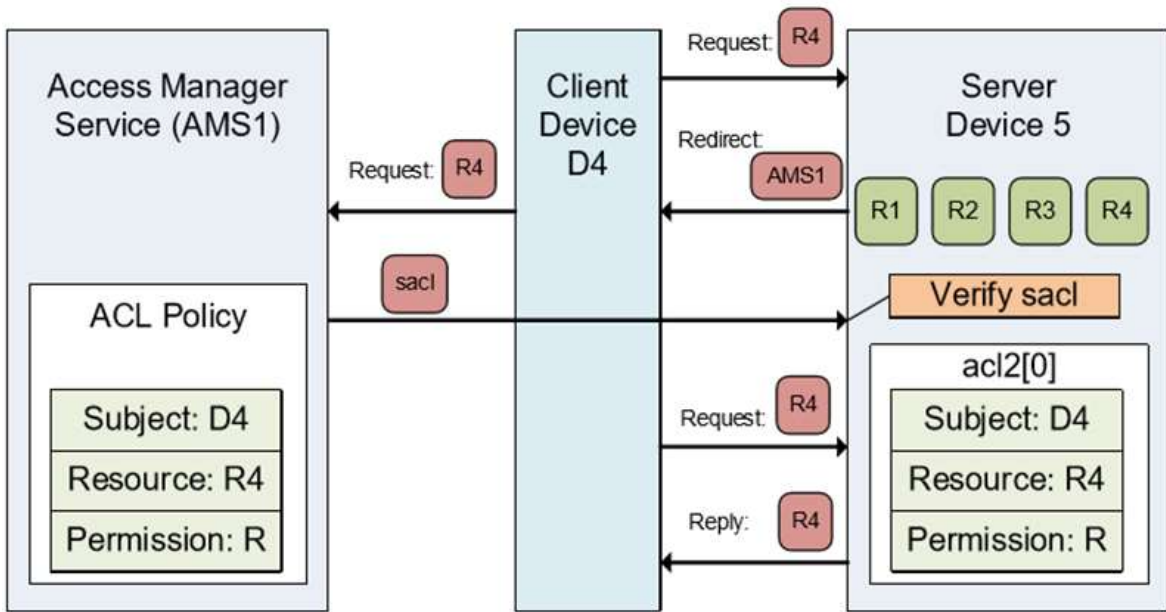 Access Manager
Service (AMS1)
Request: R4
sacl
ACL Policy
Subject: D4
Resource: R4
Permission: R
Client
Device
D4
Request: R4
Redirect:
AMS1
Request: R4
Reply: R4
Server
Device 5
R1 R2 R3 R4
Verify sacl
acl2[0]
Subject: D4
Resource: R4
Permission: R